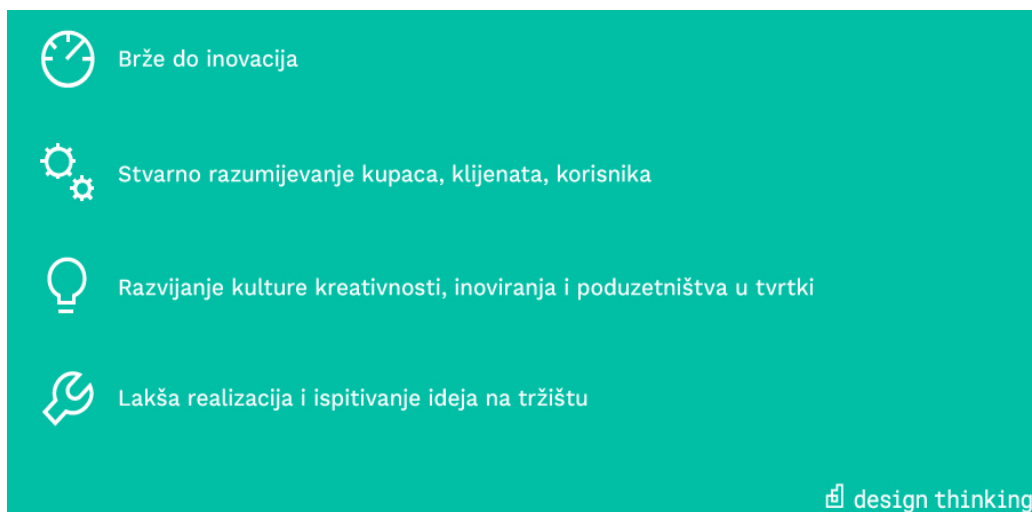 Brže do inovacija
Stvarno razumijevanje kupaca, klijenata, korisnika
Razvijanje kulture kreativnosti, inoviranja i poduzetništva u tvrtki
Lakša realizacija i ispitivanje ideja na tržištu
design thinking